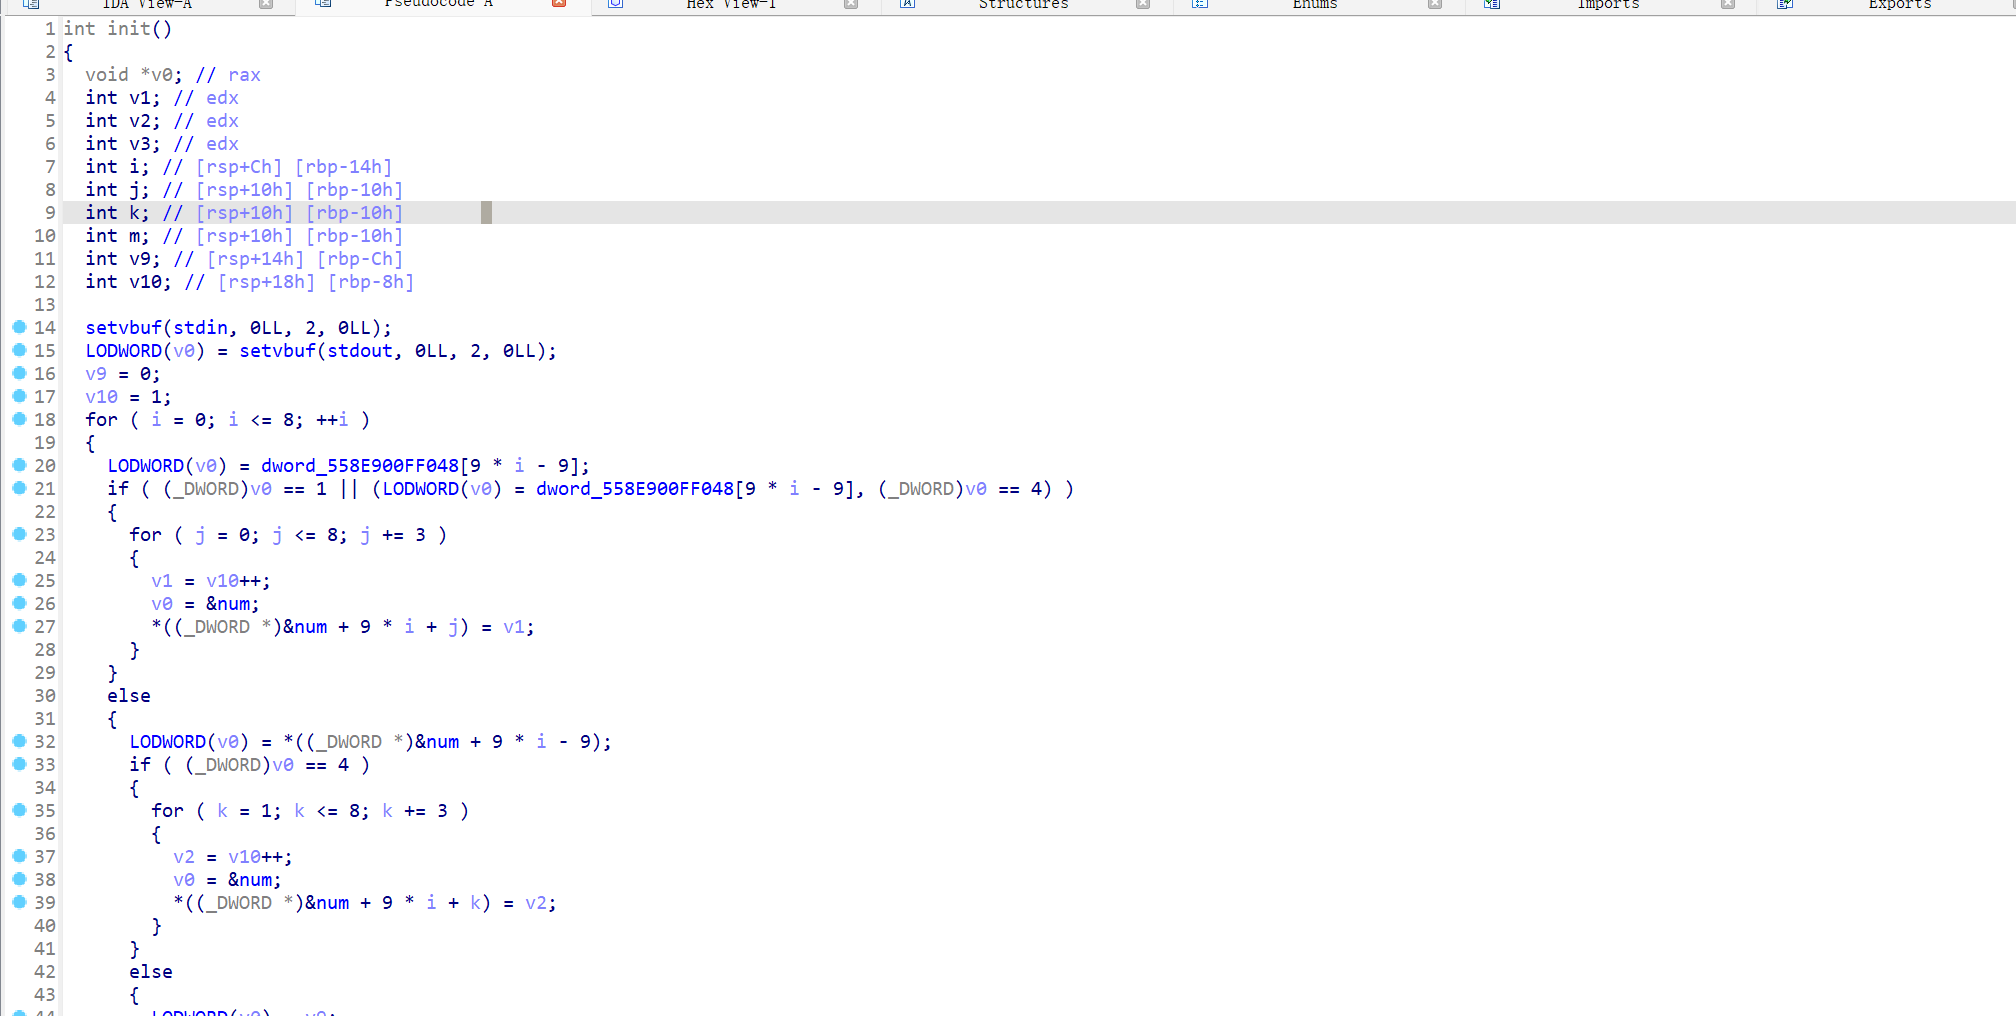 IDA View-A Pseudocode A Hex View-1 Structures Enums Imports Exports
1 int init()
2 {
3 void *v0; // rax
4 int v1; // edx
5 int v2; // edx
6 int v3; // edx
7 int i; // [rsp+Ch] [rbp-14h]
8 int j; // [rsp+10h] [rbp-10h]
9 int k; // [rsp+10h] [rbp-10h]
10 int m; // [rsp+10h] [rbp-10h]
11 int v9; // [rsp+14h] [rbp-Ch]
12 int v10; // [rsp+18h] [rbp-8h]
13
14 setvbuf(stdin, 0LL, 2, 0LL);
15 LODWORD(v0) = setvbuf(stdout, 0LL, 2, 0LL);
16 v9 = 0;
17 v10 = 1;
18 for ( i = 0; i <= 8; ++i )
19 {
20 LODWORD(v0) = dword_558E900FF048[9 * i - 9];
21 if ( (_DWORD)v0 == 1 || (LODWORD(v0) = dword_558E900FF048[9 * i - 9], (_DWORD)v0 == 4) )
22 {
23 for ( j = 0; j <= 8; j += 3 )
24 {
25 v1 = v10++;
26 v0 = &num;
27 *((_DWORD *)&num + 9 * i + j) = v1;
28 }
29 }
30 else
31 {
32 LODWORD(v0) = *((_DWORD *)&num + 9 * i - 9);
33 if ( (_DWORD)v0 == 4 )
34 {
35 for ( k = 1; k <= 8; k += 3 )
36 {
37 v2 = v10++;
38 v0 = &num;
39 *((_DWORD *)&num + 9 * i + k) = v2;
40 }
41 }
42 else
43 {
44 LODWORD(v0) = v9;